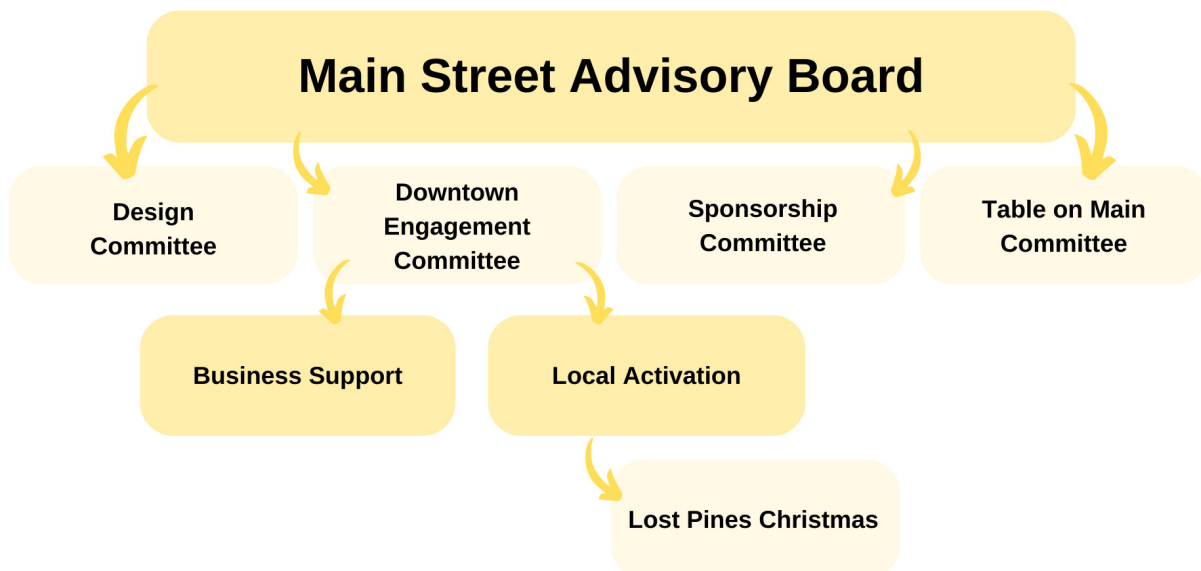 Main Street Advisory Board
Design
Committee
Downtown
Engagement
Committee
Sponsorship
Committee
Table on Main
Committee
Business Support
Local Activation
Lost Pines Christmas